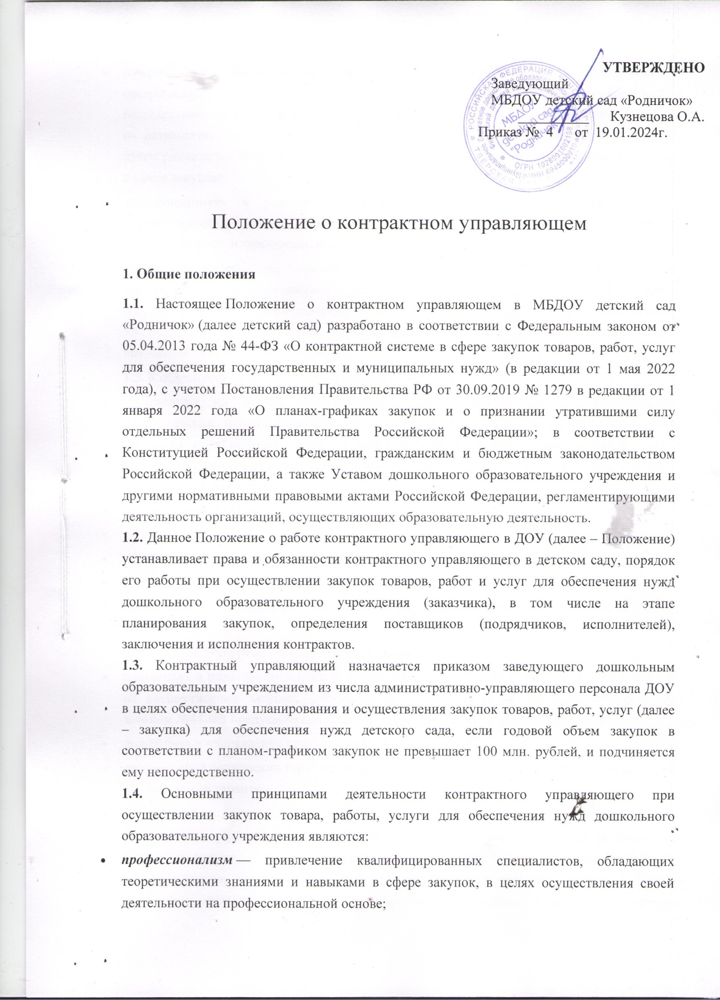 УТВЕРЖДЕНО
Заведующий
МБДОУ детский сад «Родничок»
Кузнецова О.А.
Приказ № 4 от 19.01.2024г.
РОССИЙСКАЯ ФЕДЕРАЦИЯ
МБДОУ
детский сад
"Родничок"
ОГРН 1026901602168
ИНН 6945000910
Положение о контрактном управляющем
1. Общие положения
1.1. Настоящее Положение о контрактном управляющем в МБДОУ детский сад
«Родничок» (далее детский сад) разработано в соответствии с Федеральным законом от
05.04.2013 года № 44-ФЗ «О контрактной системе в сфере закупок товаров, работ, услуг
для обеспечения государственных и муниципальных нужд» (в редакции от 1 мая 2022
года), с учетом Постановления Правительства РФ от 30.09.2019 № 1279 в редакции от 1
января 2022 года «О планах-графиках закупок и о признании утратившими силу
отдельных решений Правительства Российской Федерации»; в соответствии с
Конституцией Российской Федерации, гражданским и бюджетным законодательством
Российской Федерации, а также Уставом дошкольного образовательного учреждения и
другими нормативными правовыми актами Российской Федерации, регламентирующими
деятельность организаций, осуществляющих образовательную деятельность.
1.2. Данное Положение о работе контрактного управляющего в ДОУ (далее – Положение)
устанавливает права и обязанности контрактного управляющего в детском саду, порядок
его работы при осуществлении закупок товаров, работ и услуг для обеспечения нужд
дошкольного образовательного учреждения (заказчика), в том числе на этапе
планирования закупок, определения поставщиков (подрядчиков, исполнителей),
заключения и исполнения контрактов.
1.3. Контрактный управляющий назначается приказом заведующего дошкольным
образовательным учреждением из числа административно-управляющего персонала ДОУ
в целях обеспечения планирования и осуществления закупок товаров, работ, услуг (далее
– закупка) для обеспечения нужд детского сада, если годовой объем закупок в
соответствии с планом-графиком закупок не превышает 100 млн. рублей, и подчиняется
ему непосредственно.
1.4. Основными принципами деятельности контрактного управляющего при
осуществлении закупок товара, работы, услуги для обеспечения нужд дошкольного
образовательного учреждения являются:
• профессионализм — привлечение квалифицированных специалистов, обладающих
теоретическими знаниями и навыками в сфере закупок, в целях осуществления своей
деятельности на профессиональной основе;